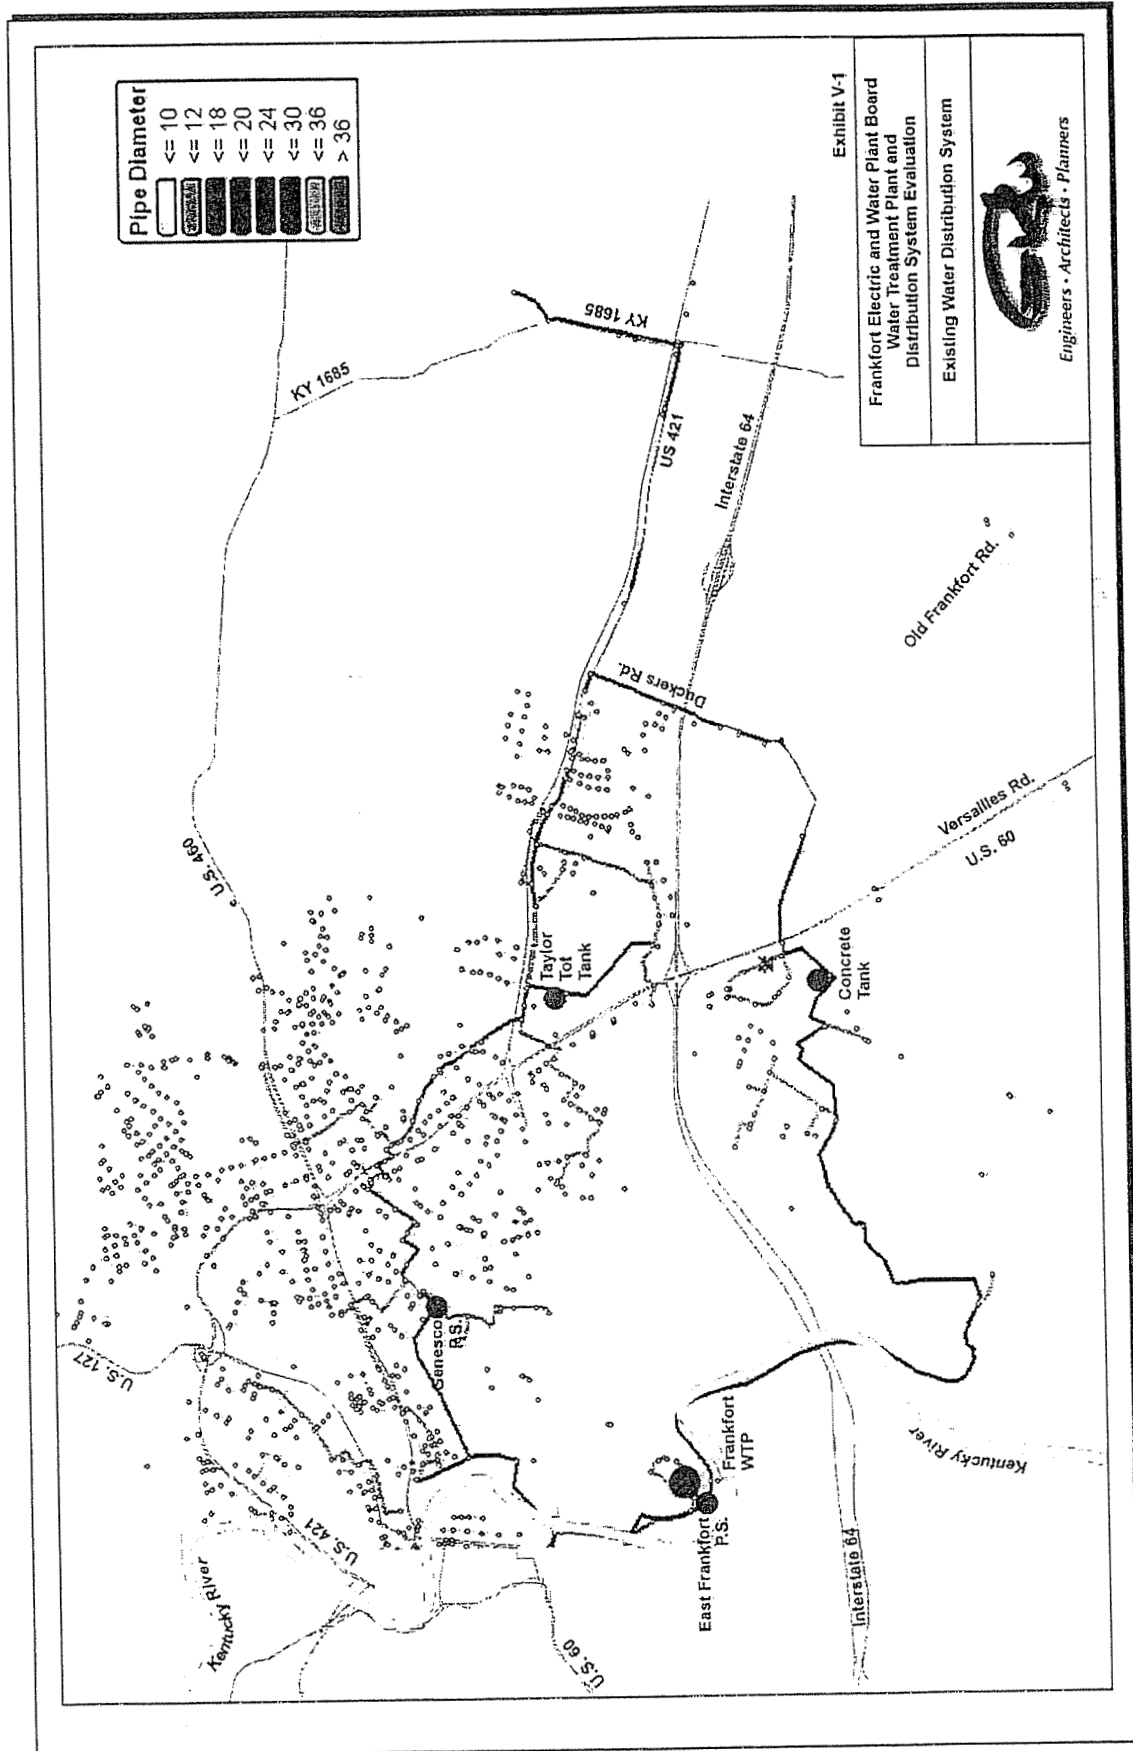 Pipe Diameter
<= 10
<= 12
<= 18
<= 20
<= 24
<= 30
<= 36
> 36
U.S. 127
U.S. 460
KY 1685
KY 1685
Kentucky River
U.S. 421
Genesco
P.S.
Taylor
Tot
Tank
US 421
Duckers Rd.
Interstate 64
U.S. 60
East Frankfort
P.S.
Frankfort
WTP
Concrete
Tank
Versailles Rd.
U.S. 60
Old Frankfort Rd.
Interstate 64
Kentucky River
Exhibit V-1
Frankfort Electric and Water Plant Board
Water Treatment Plant and
Distribution System Evaluation
Existing Water Distribution System
Engineers • Architects • Planners